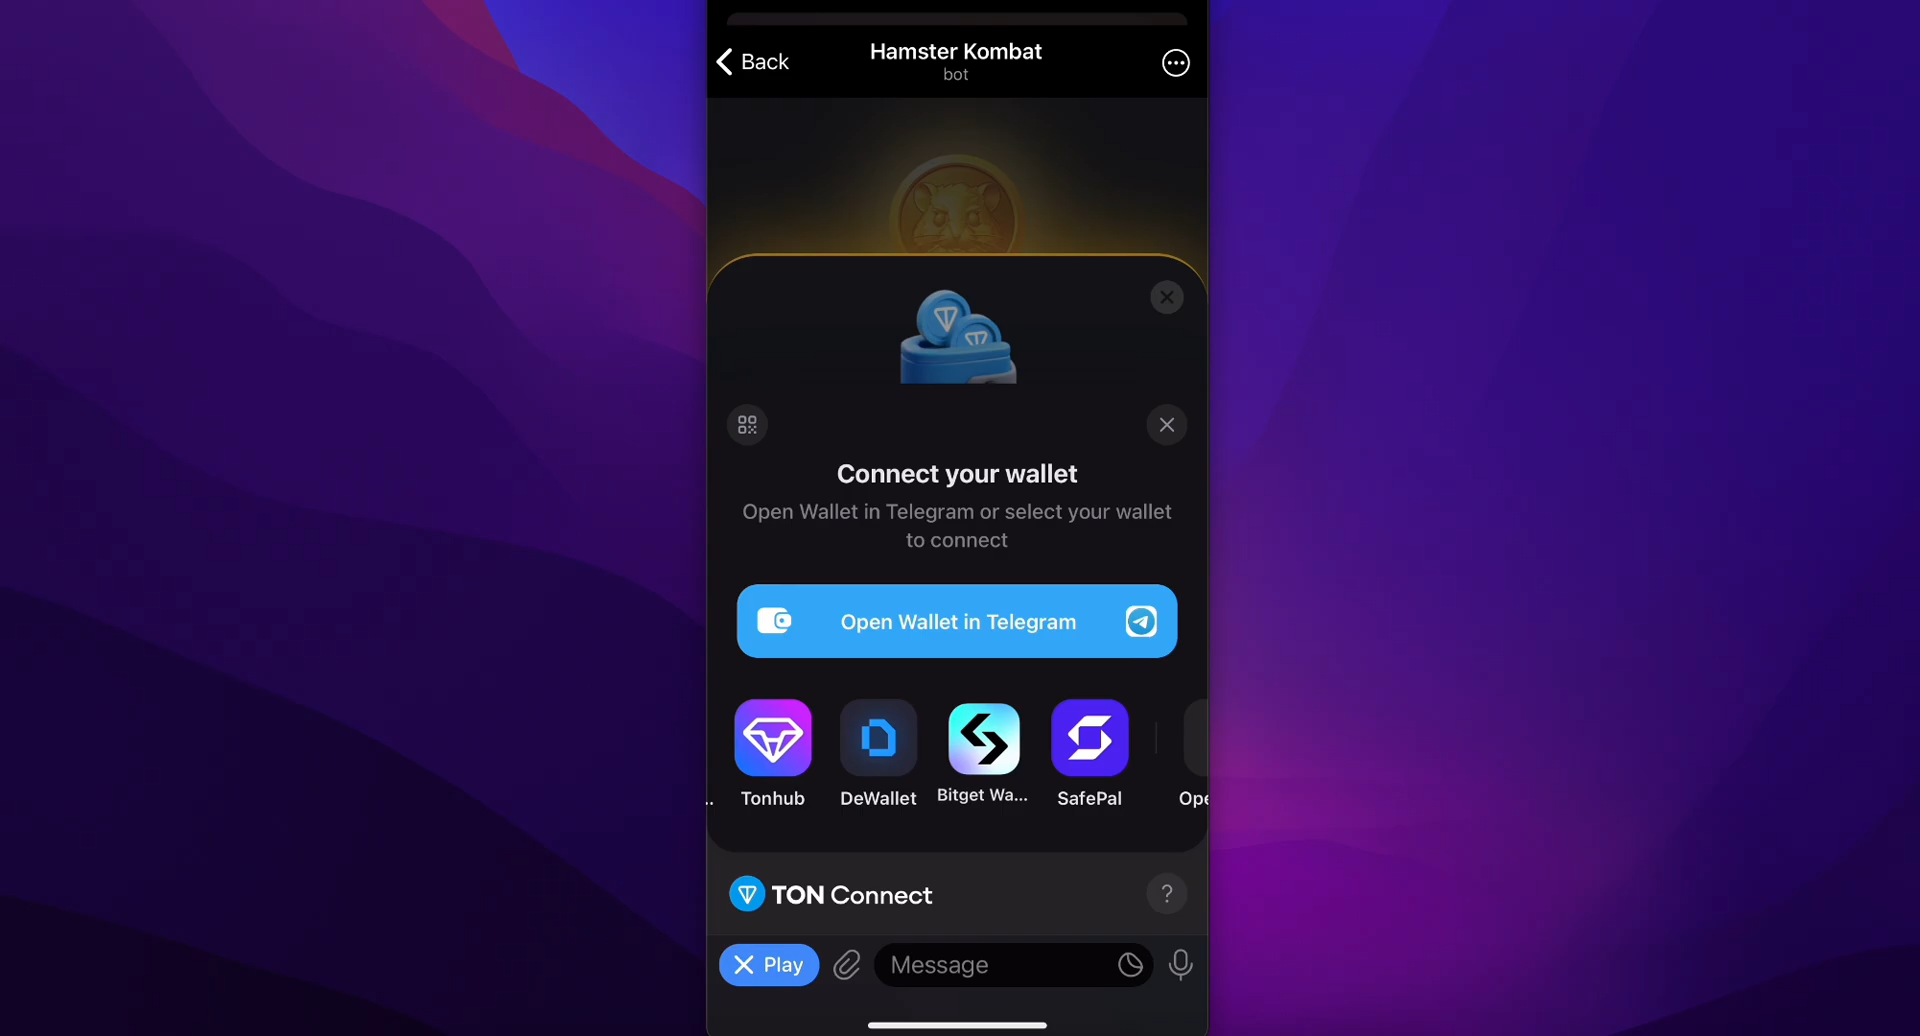 Back
Hamster Kombat
bot
Connect your wallet
Open Wallet in Telegram or select your wallet
to connect
Open Wallet in Telegram
..
Tonhub
DeWallet
Bitget Wa...
SafePal
Ope
TON Connect
?
Play
Message